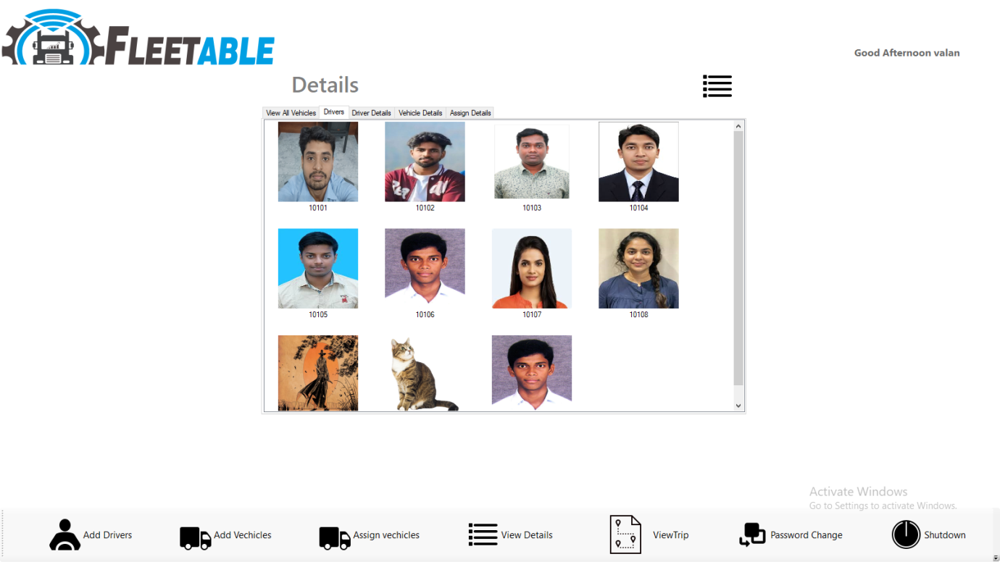 FLEETABLE
Good Afternoon valan
Details
View All Vehicles Drivers Driver Details Vehicle Details Assign Details
10101 10102 10103 10104
10105 10106 10107 10108
Activate Windows
Go to Settings to activate Windows.
Add Drivers Add Vechicles Assign vechicles View Details ViewTrip Password Change Shutdown